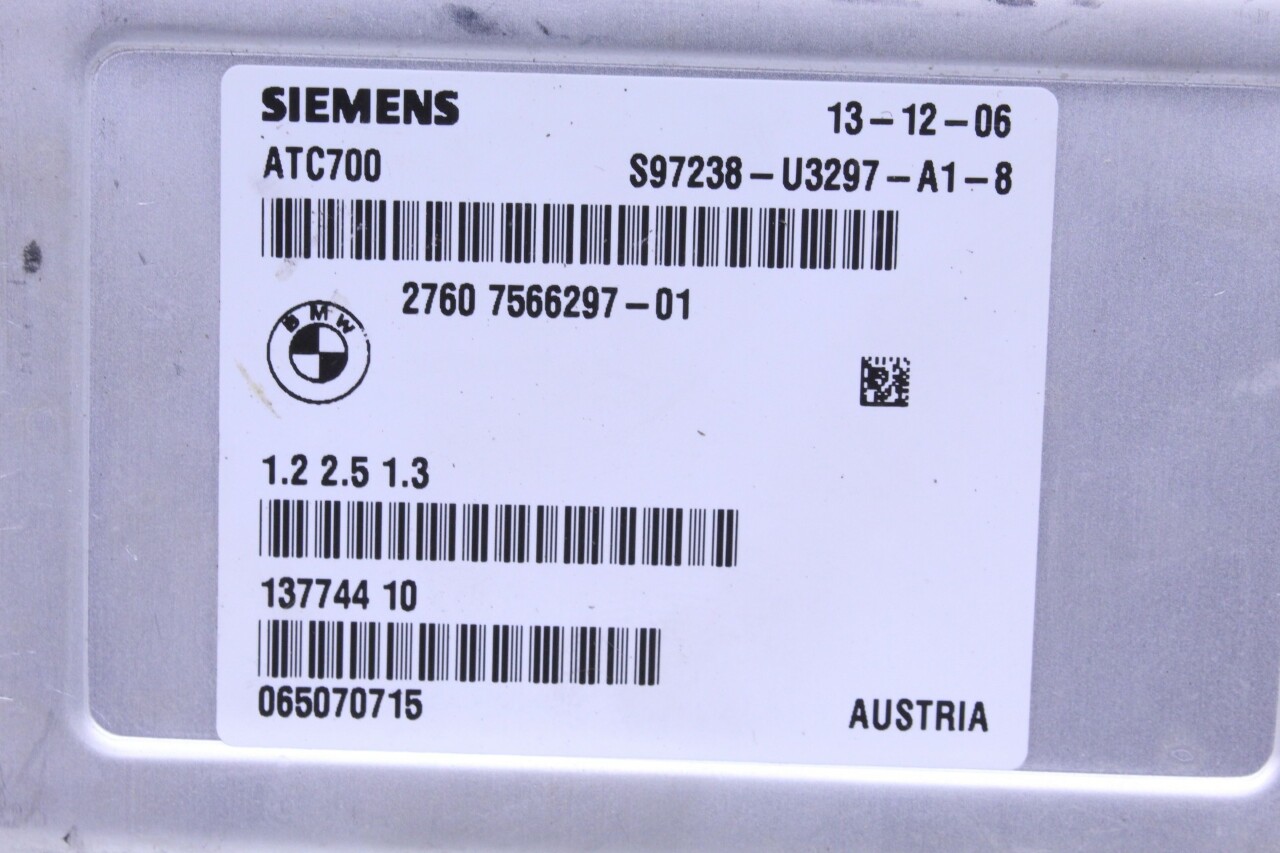 SIEMENS
13-12-06
ATC700
S97238-U3297-A1-8
2760 7566297-01
BMW
1.2 2.5 1.3
137744 10
065070715
AUSTRIA